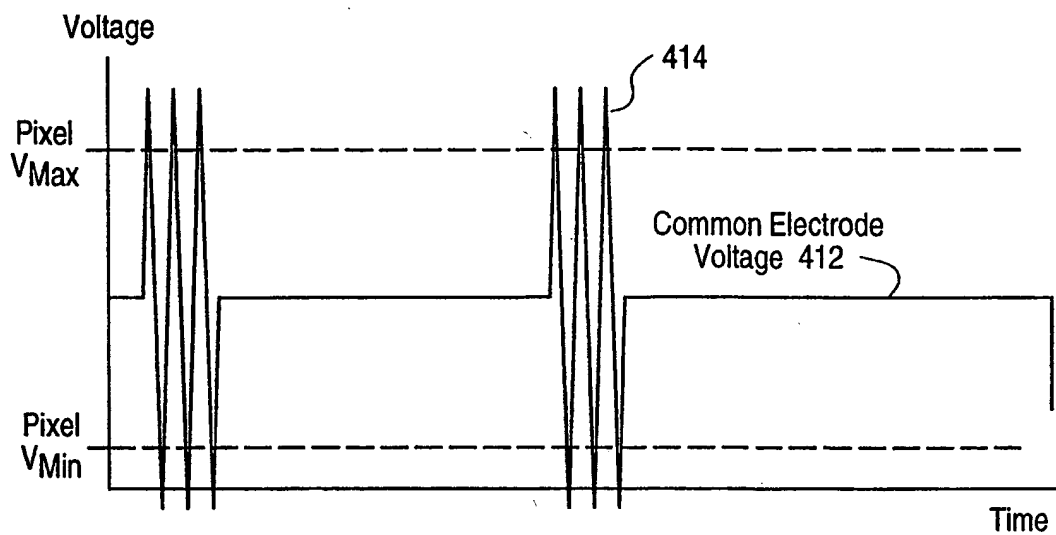 Voltage
414
Pixel
VMax
Common Electrode
Voltage 412
Pixel
VMin
Time